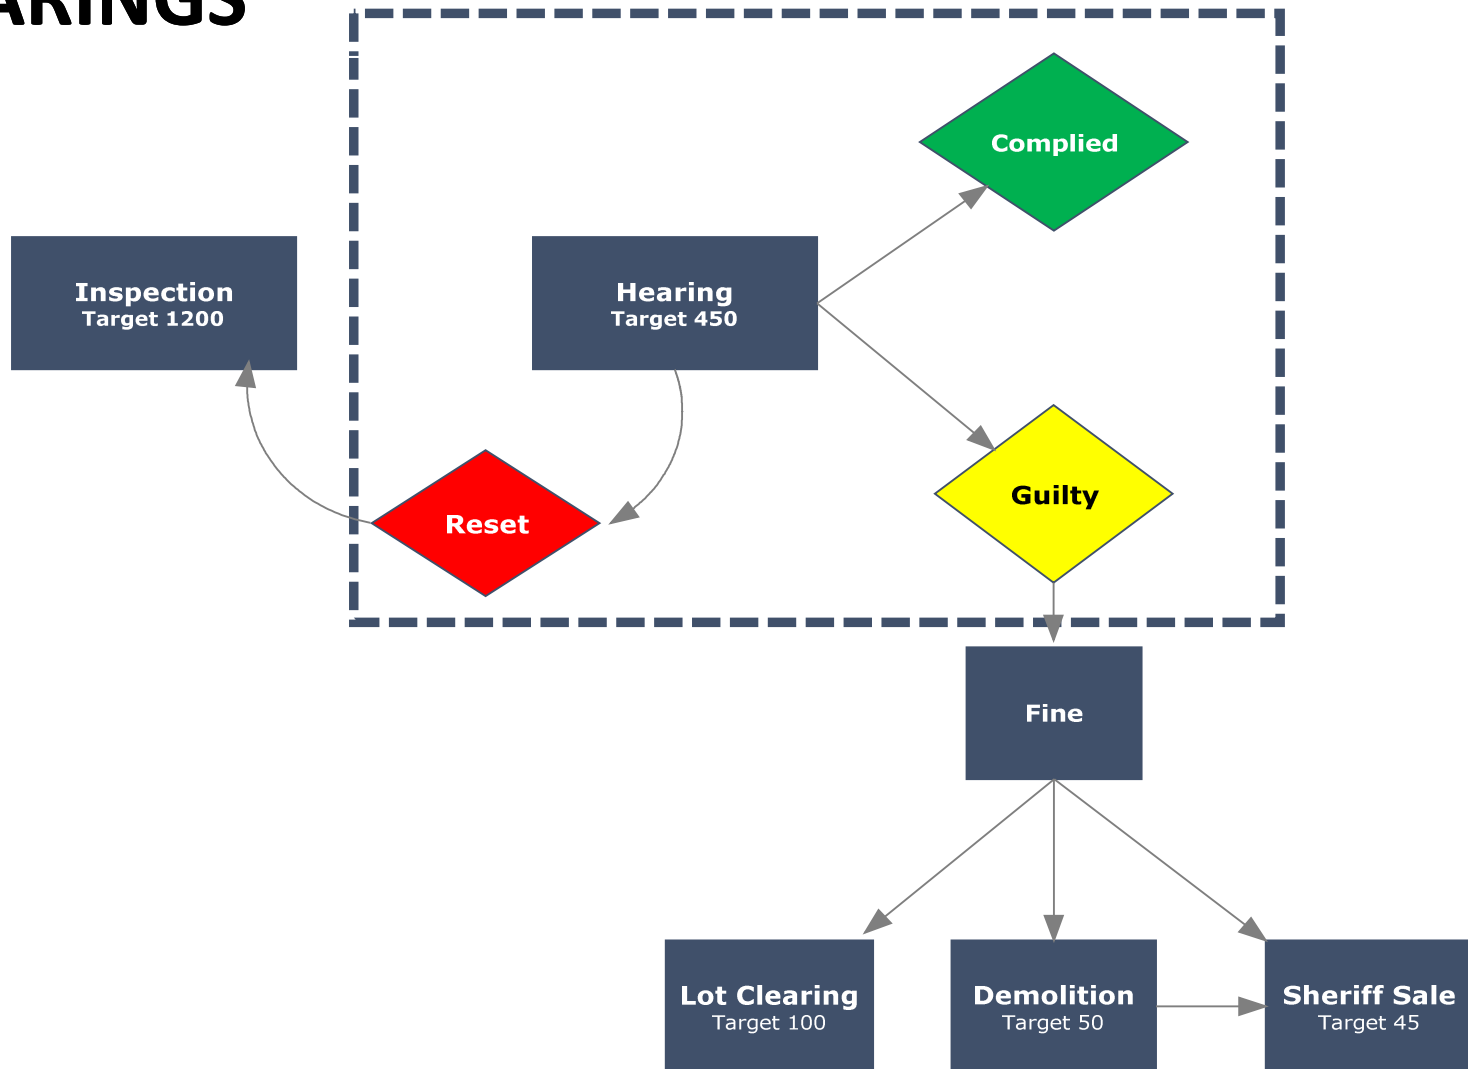 ARINGS
Complied
Inspection
Target 1200
Hearing
Target 450
Guilty
Reset
Fine
Lot Clearing
Target 100
Demolition
Target 50
Sheriff Sale
Target 45